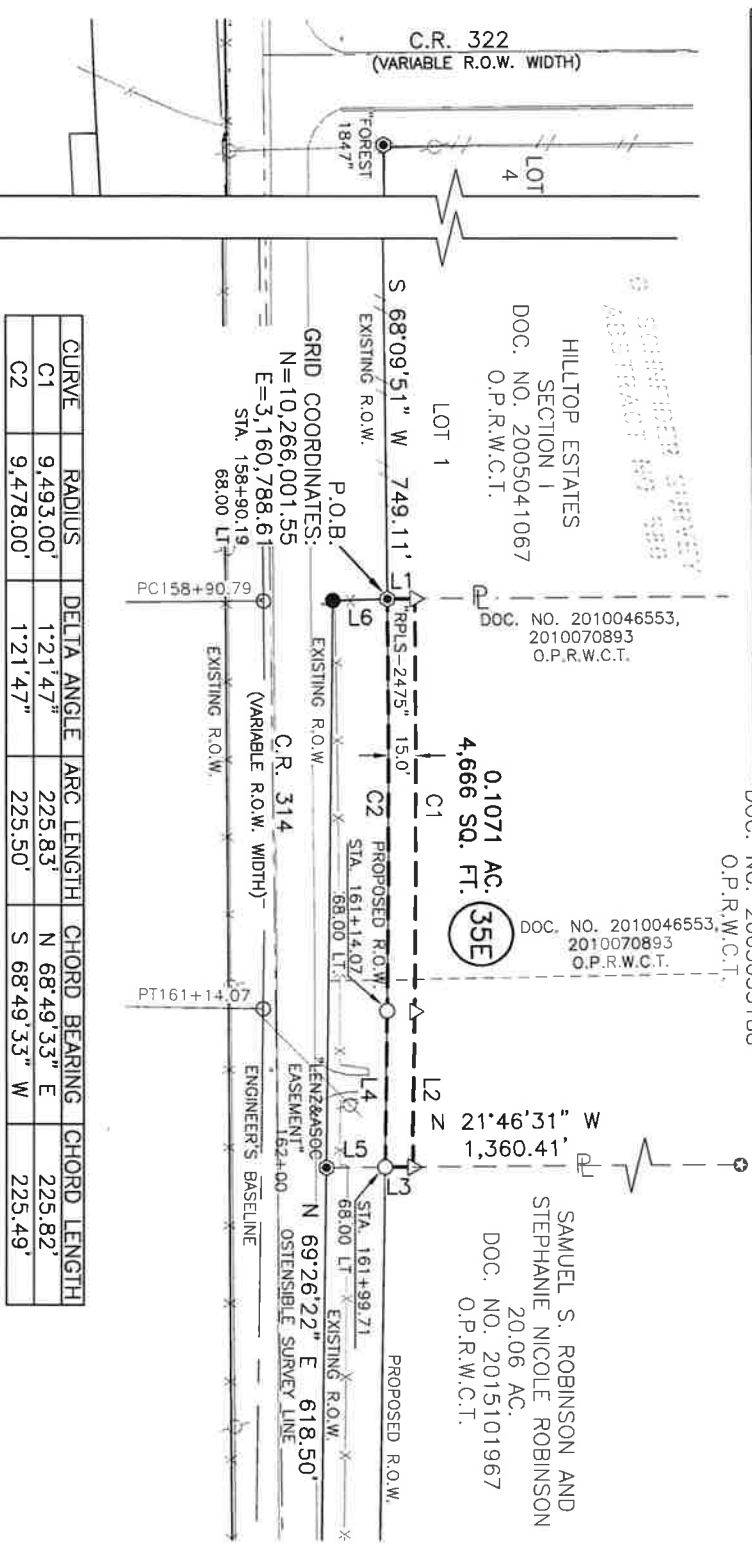 C.R. 322
(VARIABLE R.O.W. WIDTH)
"FOREST
1847"
LOT
4
SCHNEIDER SURVEY
ABSTRACT NO. 580
HILLTOP ESTATES
SECTION I
DOC. NO. 2005041067
O.P.R.W.C.T.
LOT 1
S 68°09'51" W 749.11'
EXISTING R.O.W.
P.O.B.
GRID COORDINATES:
N=10,266,001.55
E=3,160,788.61
STA. 158+90.19
68.00 LT
PC158+90.79
L1
L6
"RPLS-2475"
15.0'
℄
DOC. NO. 2010046553,
2010070893
O.P.R.W.C.T.
0.1071 AC.
4,666 SQ. FT.
35E
C1
C2
DOC. NO. 2010046553,
2010070893
O.P.R.W.C.T.
O.P.R.W.C.T.
PROPOSED R.O.W.
STA. 161+14.07
68.00 LT.
EXISTING R.O.W.
C.R. 314
(VARIABLE R.O.W. WIDTH)
EXISTING R.O.W.
PT161+14.07
L2
N 21°46'31" W
1,360.41'
L3
L4
L5
"LENZ&ASOC
EASEMENT"
162+00
ENGINEER'S BASELINE
STA. 161+99.71
68.00 LT
N 69°26'22" E 618.50'
OSTENSIBLE SURVEY LINE
EXISTING R.O.W.
PROPOSED R.O.W.
SAMUEL S. ROBINSON AND
STEPHANIE NICOLE ROBINSON
20.06 AC.
DOC. NO. 2015101967
O.P.R.W.C.T.
CURVE RADIUS DELTA ANGLE ARC LENGTH CHORD BEARING CHORD LENGTH
C1 9,493.00' 1°21'47" 225.83' N 68°49'33" E 225.82'
C2 9,478.00' 1°21'47" 225.50' S 68°49'33" W 225.49'